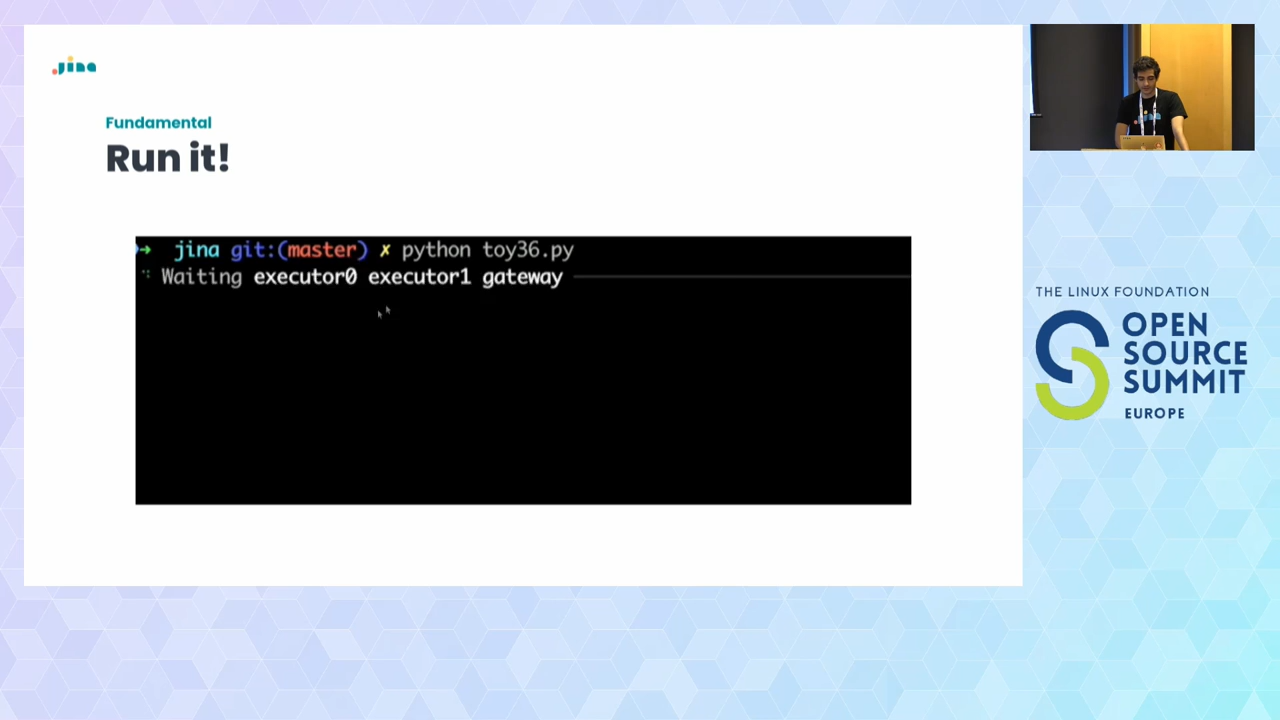 Jina
Fundamental
Run it!
➜ jina git:(master) ✗ python toy36.py
Waiting executor0 executor1 gateway
THE LINUX FOUNDATION
OPEN
SOURCE
SUMMIT
EUROPE